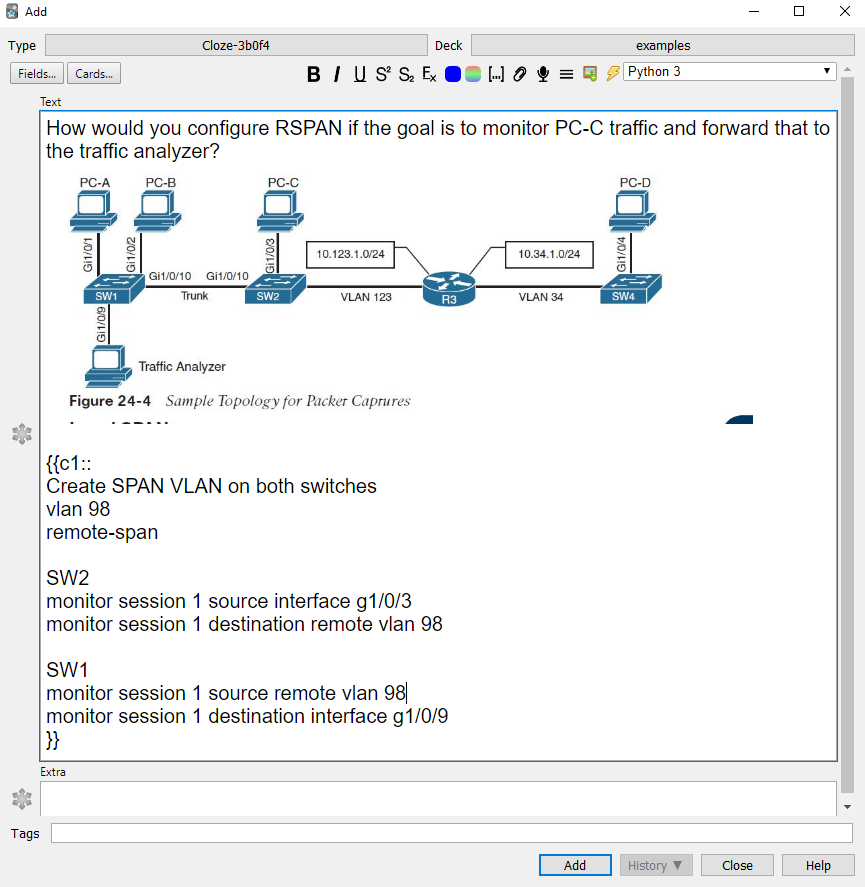 Add
Type Cloze-3b0f4 Deck examples
Fields... Cards... B I U S² S₂ Eₓ [...] Python 3
Text
How would you configure RSPAN if the goal is to monitor PC-C traffic and forward that to
the traffic analyzer?
PC-A PC-B PC-C PC-D
Gi1/0/1 Gi1/0/2 Gi1/0/3 Gi1/0/4
10.123.1.0/24 10.34.1.0/24
Gi1/0/10 Gi1/0/10
SW1 Trunk SW2 VLAN 123 R3 VLAN 34 SW4
Gi1/0/9
Traffic Analyzer
Figure 24-4 Sample Topology for Packet Captures
{{c1::
Create SPAN VLAN on both switches
vlan 98
remote-span
SW2
monitor session 1 source interface g1/0/3
monitor session 1 destination remote vlan 98
SW1
monitor session 1 source remote vlan 98
monitor session 1 destination interface g1/0/9
}}
Extra
Tags
Add History ▼ Close Help